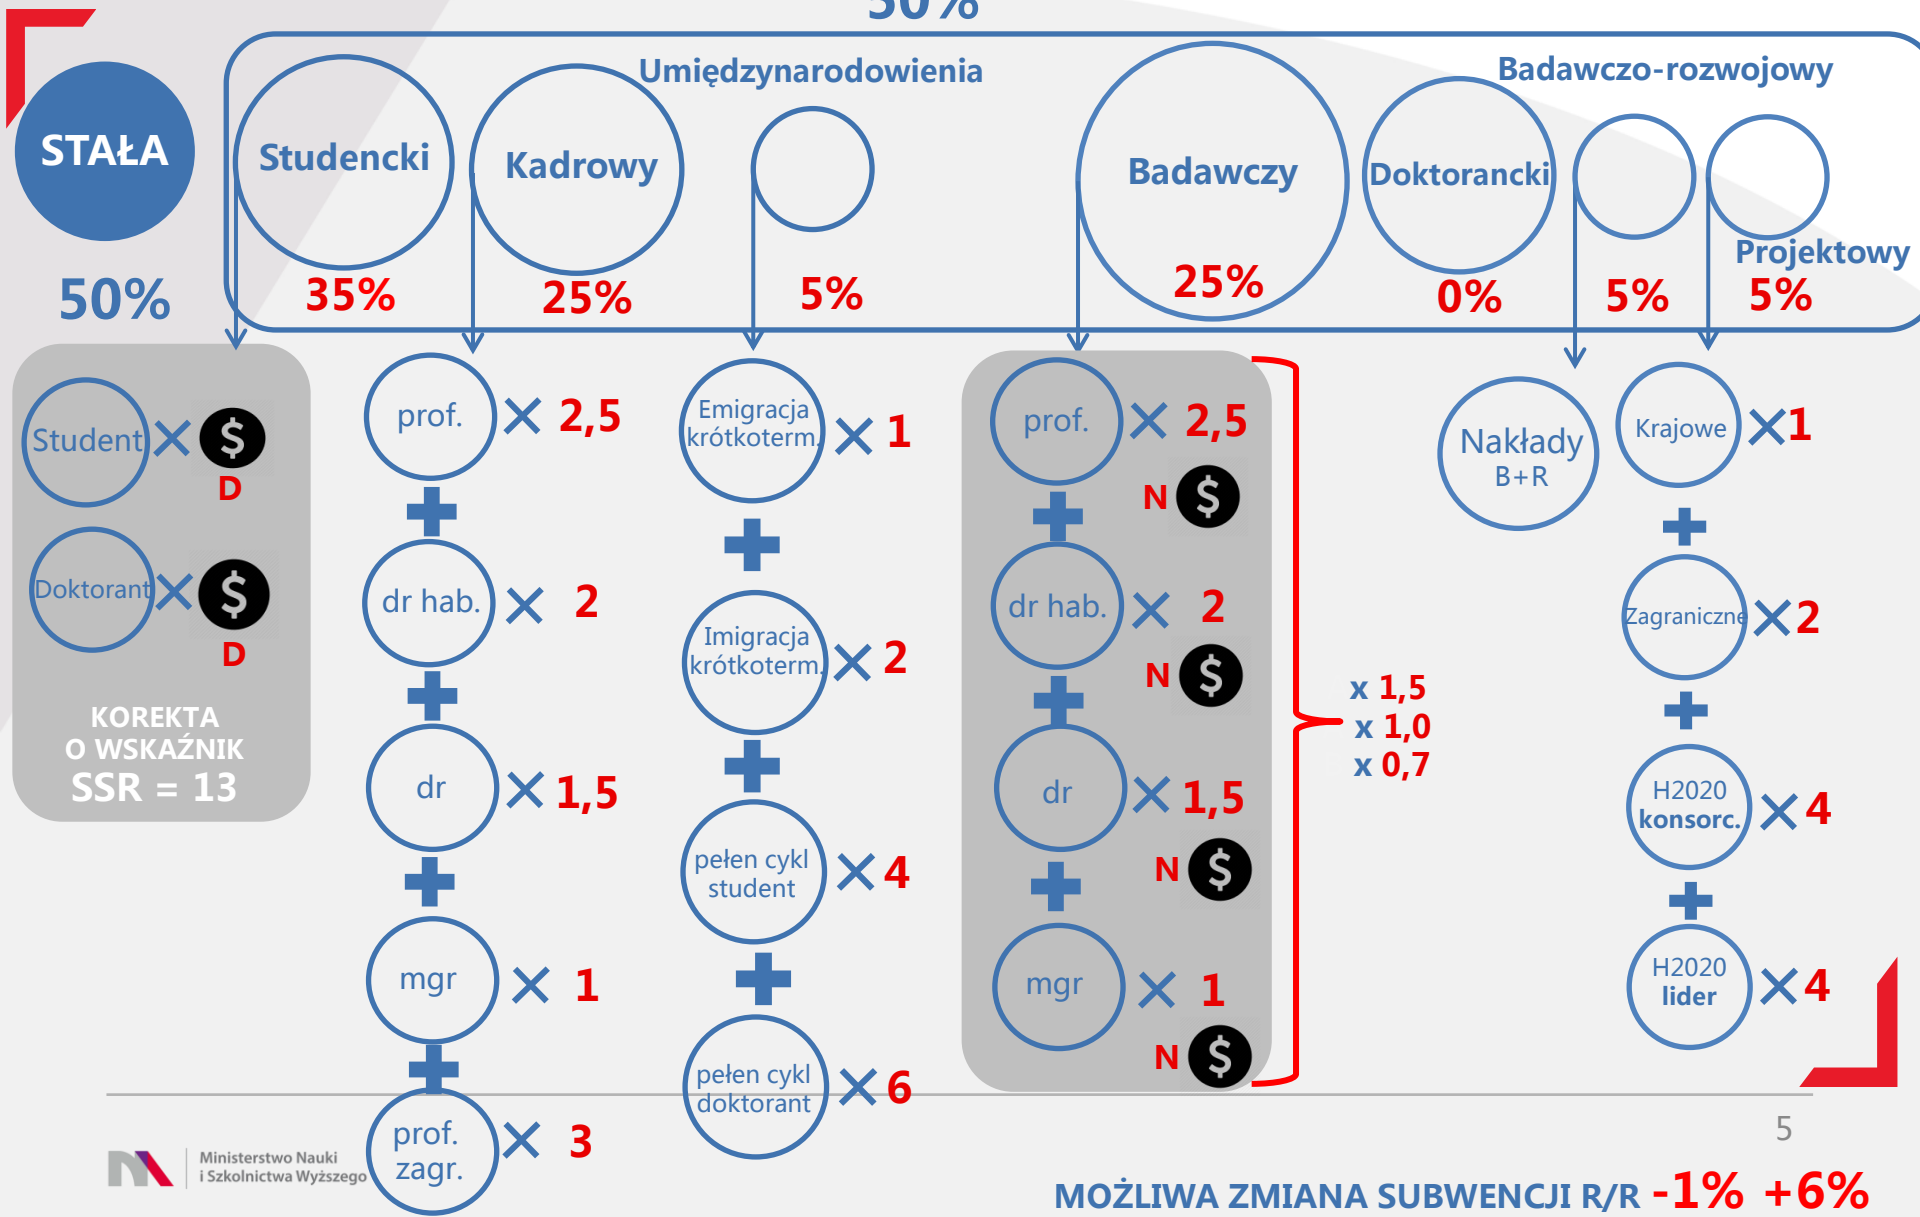 50%
STAŁA
50%
Studencki
35%
Kadrowy
25%
Umiędzynarodowienia
5%
Badawczy
25%
Doktorancki
0%
Badawczo-rozwojowy
5%
Projektowy
5%
Student × $
D
Doktorant × $
D
KOREKTA
O WSKAŹNIK
SSR = 13
prof. × 2,5
+
dr hab. × 2
+
dr × 1,5
+
mgr × 1
+
prof.
zagr. × 3
Emigracja
krótkoterm. × 1
+
Imigracja
krótkoterm. × 2
+
pełen cykl
student × 4
+
pełen cykl
doktorant × 6
prof. × 2,5
N $
+
dr hab. × 2
N $
+
dr × 1,5
N $
+
mgr × 1
N $
x 1,5
x 1,0
x 0,7
Nakłady
B+R
Krajowe × 1
+
Zagraniczne × 2
+
H2020
konsorc. × 4
+
H2020
lider × 4
5
Ministerstwo Nauki
i Szkolnictwa Wyższego
MOŻLIWA ZMIANA SUBWENCJI R/R -1% +6%